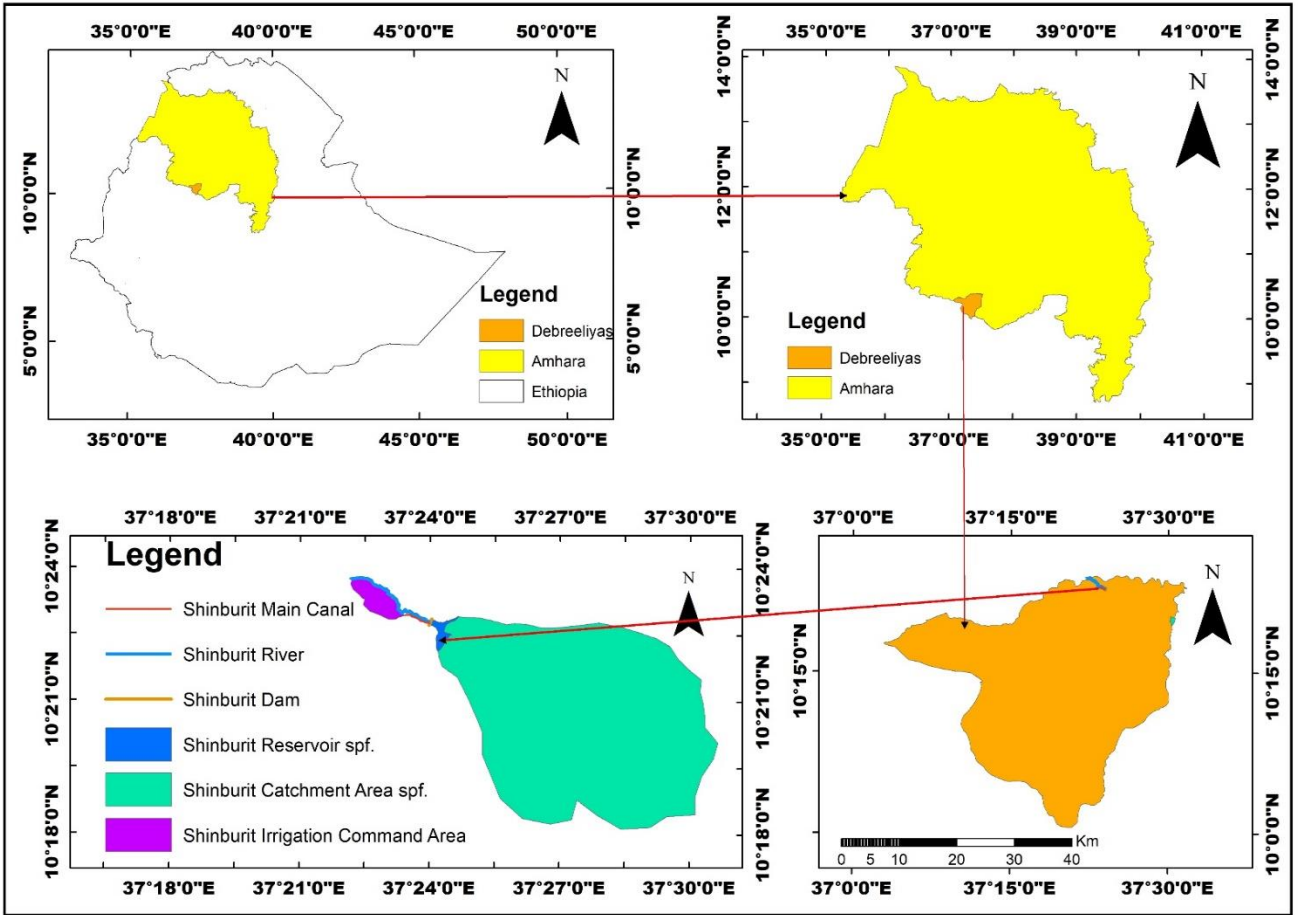 35°0'0"E 40°0'0"E 45°0'0"E 50°0'0"E
N
10°0'0"N
5°0'0"N
10°0'0"N
5°0'0"N
Legend
Debreeliyas
Amhara
Ethiopia
35°0'0"E 40°0'0"E 45°0'0"E 50°0'0"E
35°0'0"E 37°0'0"E 39°0'0"E 41°0'0"E
N
14°0'0"N
12°0'0"N
10°0'0"N
14°0'0"N
12°0'0"N
10°0'0"N
Legend
Debreeliyas
Amhara
35°0'0"E 37°0'0"E 39°0'0"E 41°0'0"E
37°18'0"E 37°21'0"E 37°24'0"E 37°27'0"E 37°30'0"E
N
10°24'0"N
10°21'0"N
10°18'0"N
10°24'0"N
10°21'0"N
10°18'0"N
Legend
Shinburit Main Canal
Shinburit River
Shinburit Dam
Shinburit Reservoir spf.
Shinburit Catchment Area spf.
Shinburit Irrigation Command Area
37°18'0"E 37°21'0"E 37°24'0"E 37°27'0"E 37°30'0"E
37°0'0"E 37°15'0"E 37°30'0"E
N
10°15'0"N
10°15'0"N
10°0'0"N
Km
0 5 10 20 30 40
37°0'0"E 37°15'0"E 37°30'0"E